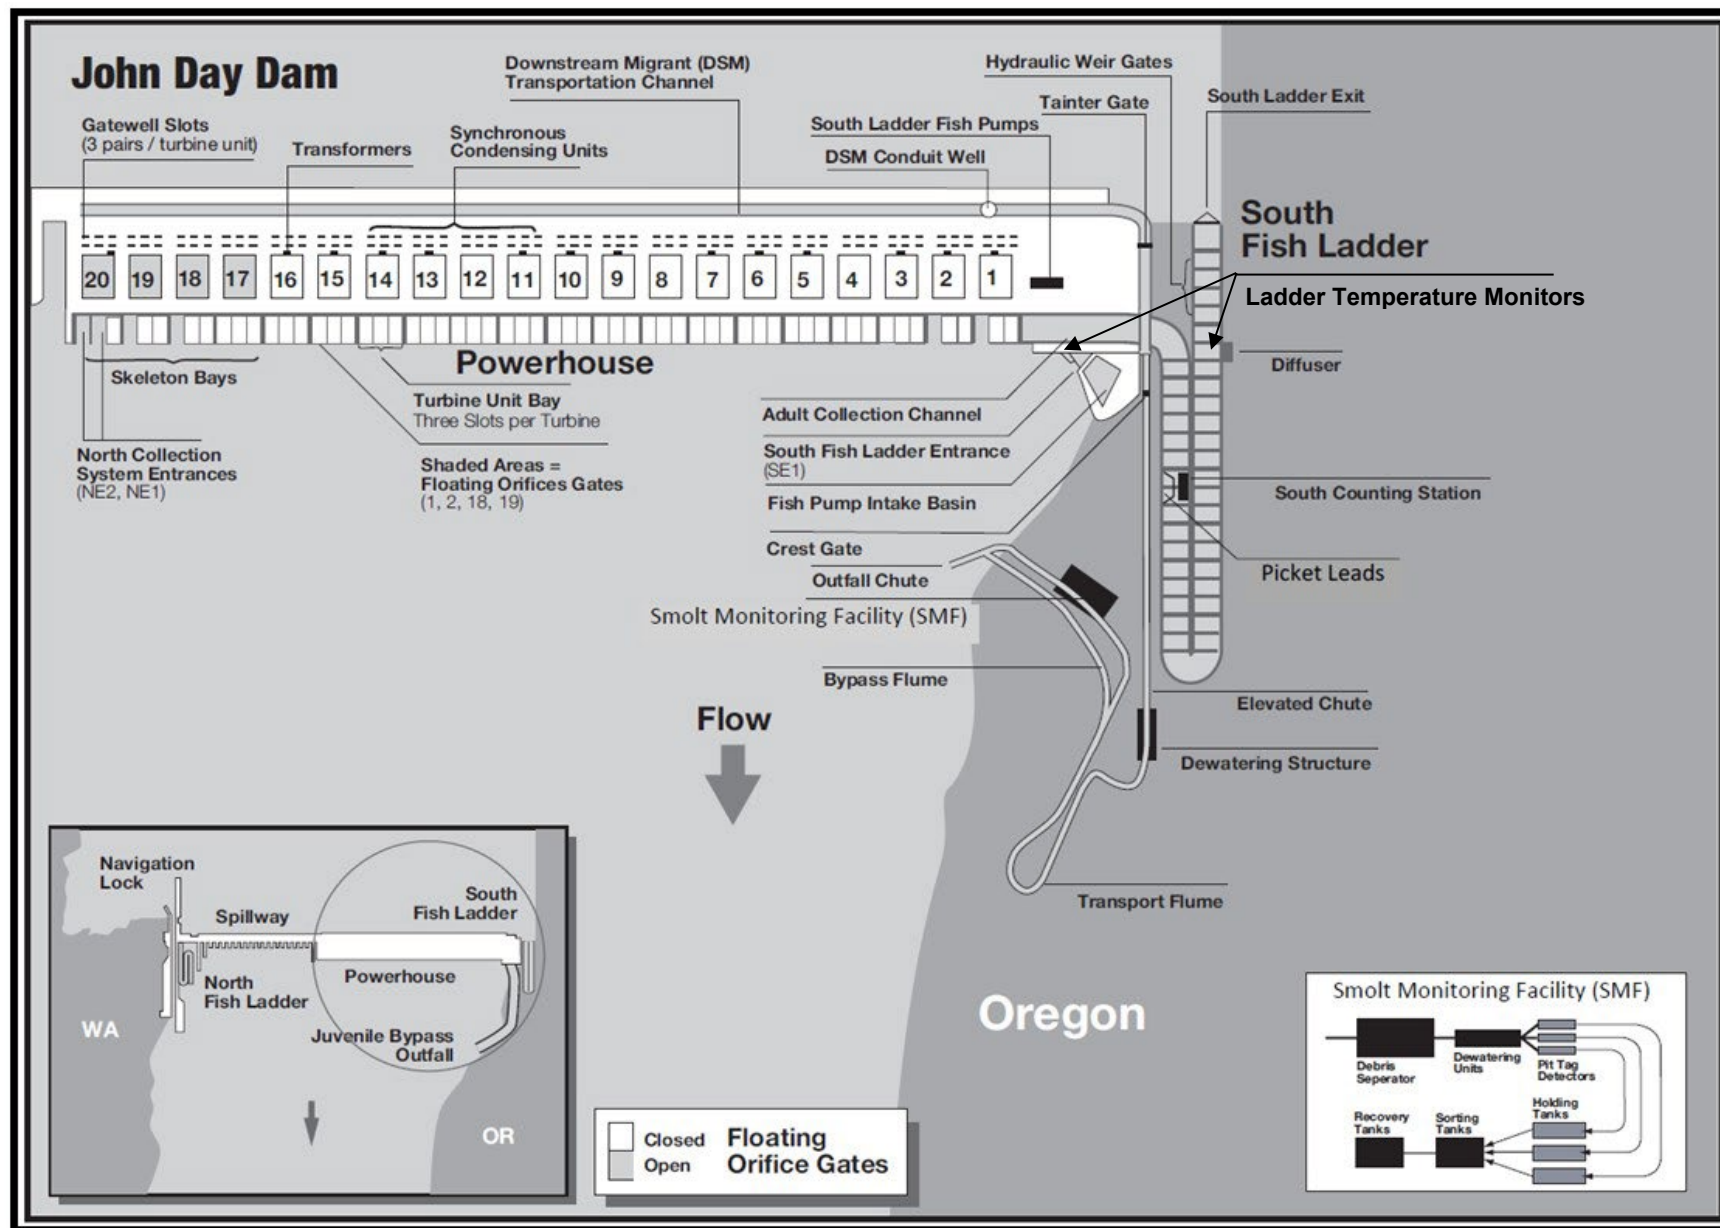 John Day Dam
Downstream Migrant (DSM)
Transportation Channel
Hydraulic Weir Gates
Tainter Gate
South Ladder Exit
Gatewell Slots
(3 pairs / turbine unit)
Transformers
Synchronous
Condensing Units
South Ladder Fish Pumps
DSM Conduit Well
South
Fish Ladder
Ladder Temperature Monitors
20 19 18 17 16 15 14 13 12 11 10 9 8 7 6 5 4 3 2 1
Diffuser
Skeleton Bays
Powerhouse
Turbine Unit Bay
Three Slots per Turbine
Adult Collection Channel
North Collection
System Entrances
(NE2, NE1)
Shaded Areas =
Floating Orifices Gates
(1, 2, 18, 19)
South Fish Ladder Entrance
(SE1)
Fish Pump Intake Basin
South Counting Station
Crest Gate
Outfall Chute
Picket Leads
Smolt Monitoring Facility (SMF)
Bypass Flume
Elevated Chute
Flow
Dewatering Structure
Transport Flume
Oregon
Navigation
Lock
Spillway
South
Fish Ladder
North
Fish Ladder
Powerhouse
WA
Juvenile Bypass
Outfall
OR
Closed
Open
Floating
Orifice Gates
Smolt Monitoring Facility (SMF)
Debris
Seperator
Dewatering
Units
Pit Tag
Detectors
Recovery
Tanks
Sorting
Tanks
Holding
Tanks